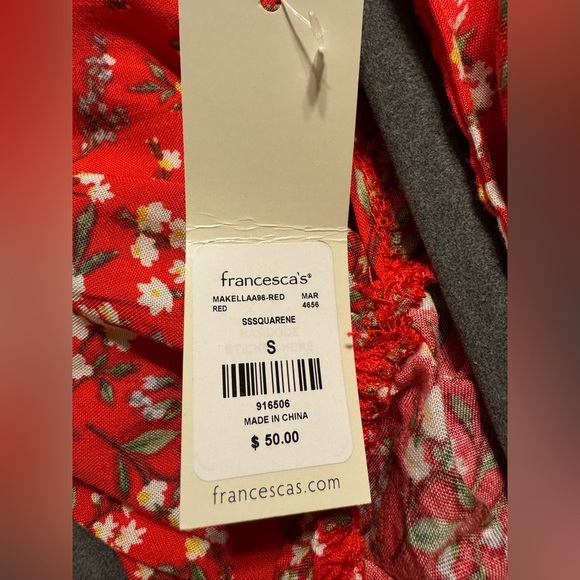 francesca's®
MAKELLAA96-RED MAR
RED 4656
SSSQUARENE
S
916506
MADE IN CHINA
$ 50.00
francescas.com